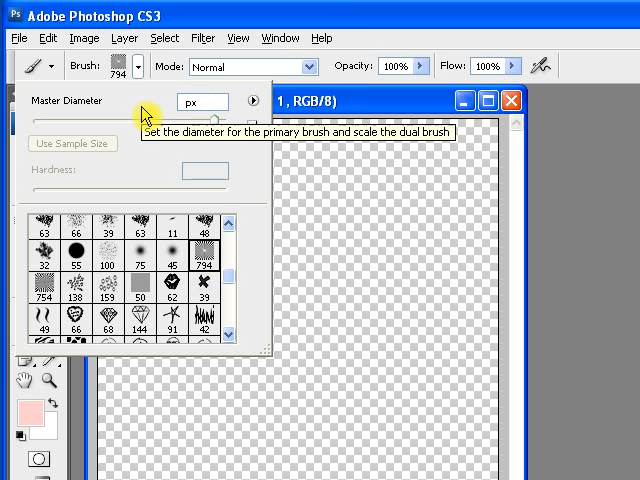 Ps Adobe Photoshop CS3
File Edit Image Layer Select Filter View Window Help
Brush: 794 Mode: Normal Opacity: 100% Flow: 100%
Master Diameter px
1, RGB/8)
Set the diameter for the primary brush and scale the dual brush
Use Sample Size
Hardness:
63 66 39 63 11 48
32 55 100 75 45 794
754 138 159 50 62 39
49 66 68 144 91 42